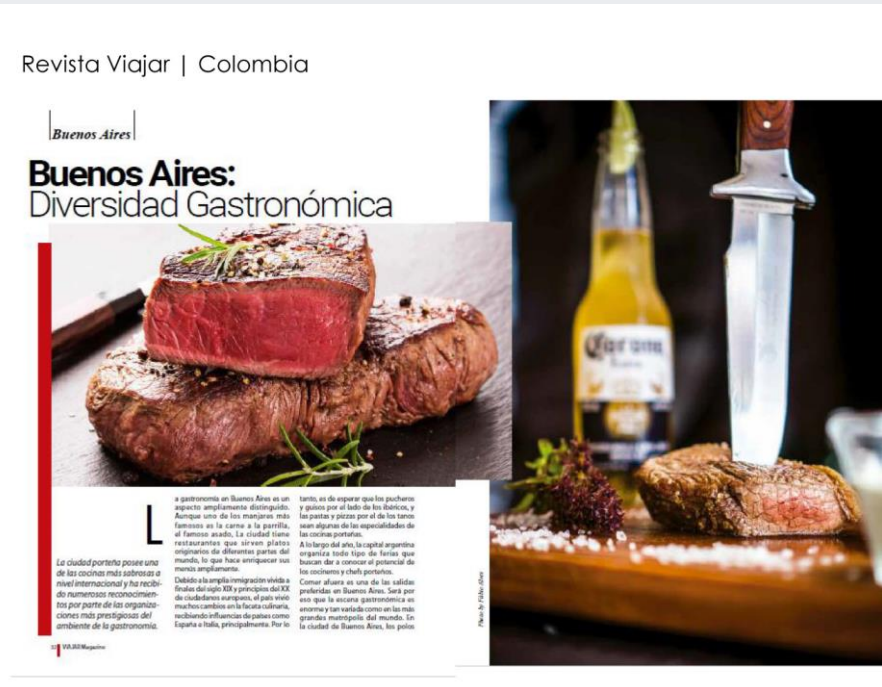 Revista Viajar | Colombia
Buenos Aires
Buenos Aires:
Diversidad Gastronómica
La ciudad porteña posee una
de las cocinas más sabrosas a
nivel internacional y ha recibi-
do numerosos reconocimien-
tos por parte de las organiza-
ciones más prestigiosas del
ambiente de la gastronomía.
L
a gastronomía en Buenos Aires es un
aspecto ampliamente distinguido.
Aunque uno de los manjares más
famosos es la carne a la parrilla,
el famoso asado, La ciudad tiene
restaurantes que sirven platos
originarios de diferentes partes del
mundo, lo que hace enriquecer sus
menús ampliamente.
Debido a la amplia inmigración vivida a
finales del siglo XIX y principios del XX
de ciudadanos europeos, el país vivió
muchos cambios en la faceta culinaria,
recibiendo influencias de países como
España e Italia, principalmente. Por lo
tanto, es de esperar que los pucheros
y guisos por el lado de los ibéricos, y
las pastas y pizzas por el de los tanos
sean algunas de las especialidades de
las cocinas porteñas.
A lo largo del año, la capital argentina
organiza todo tipo de ferias que
buscan dar a conocer el potencial de
los cocineros y chefs porteños.
Comer afuera es una de las salidas
preferidas en Buenos Aires. Será por
eso que la escena gastronómica es
enorme y tan variada como en las más
grandes metrópolis del mundo. En
la ciudad de Buenos Aires, los polos
VIAJAR Magazine
Photo by
Corona
Extra